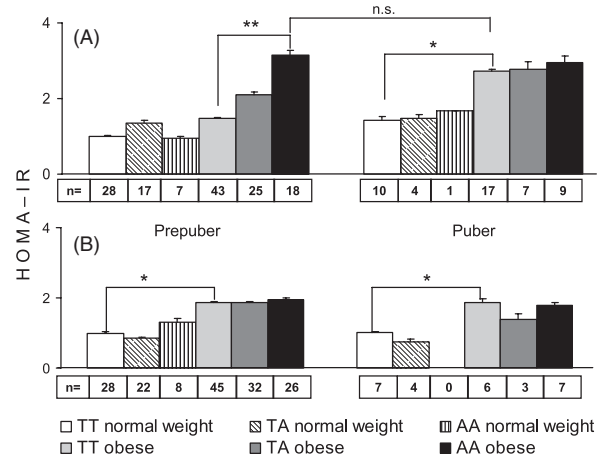 n.s.
4
(A)
**
*
2
0
n= 28 17 7 43 25 18 10 4 1 17 7 9
HOMA–IR
Prepuber Puber
4
(B)
* *
2
0
n= 28 22 8 45 32 26 7 4 0 6 3 7
TT normal weight TA normal weight AA normal weight
TT obese TA obese AA obese